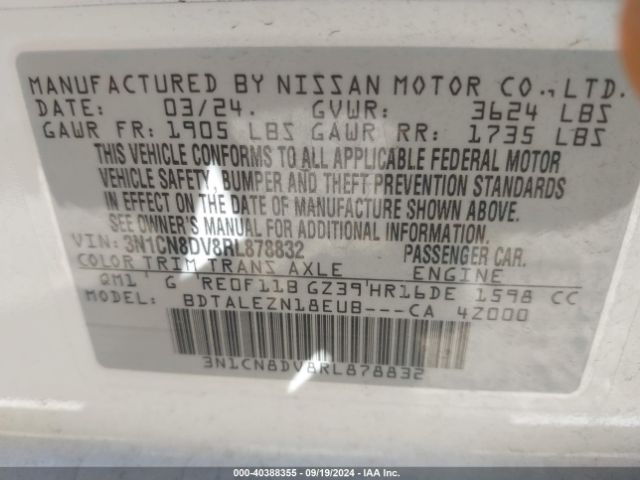 MANUFACTURED BY NISSAN MOTOR CO., LTD.
DATE: 03/24. GVWR: 3624 LBS
GAWR FR: 1905 LBS GAWR RR: 1735 LBS
THIS VEHICLE CONFORMS TO ALL APPLICABLE FEDERAL MOTOR
VEHICLE SAFETY, BUMPER AND THEFT PREVENTION STANDARDS
IN EFFECT ON THE DATE OF MANUFACTURE SHOWN ABOVE.
SEE OWNER'S MANUAL FOR ADDITIONAL INFORMATION.
VIN: 3N1CN8DV8RL878832 PASSENGER CAR.
COLOR TRIM TRANS AXLE ENGINE
QM1 G RE0F11B GZ39 HR16DE 1598 CC
MODEL: BDTALEZN18EUB---CA 4Z000
3N1CN8DV8RL878832
000-40388355 - 09/19/2024 - IAA Inc.